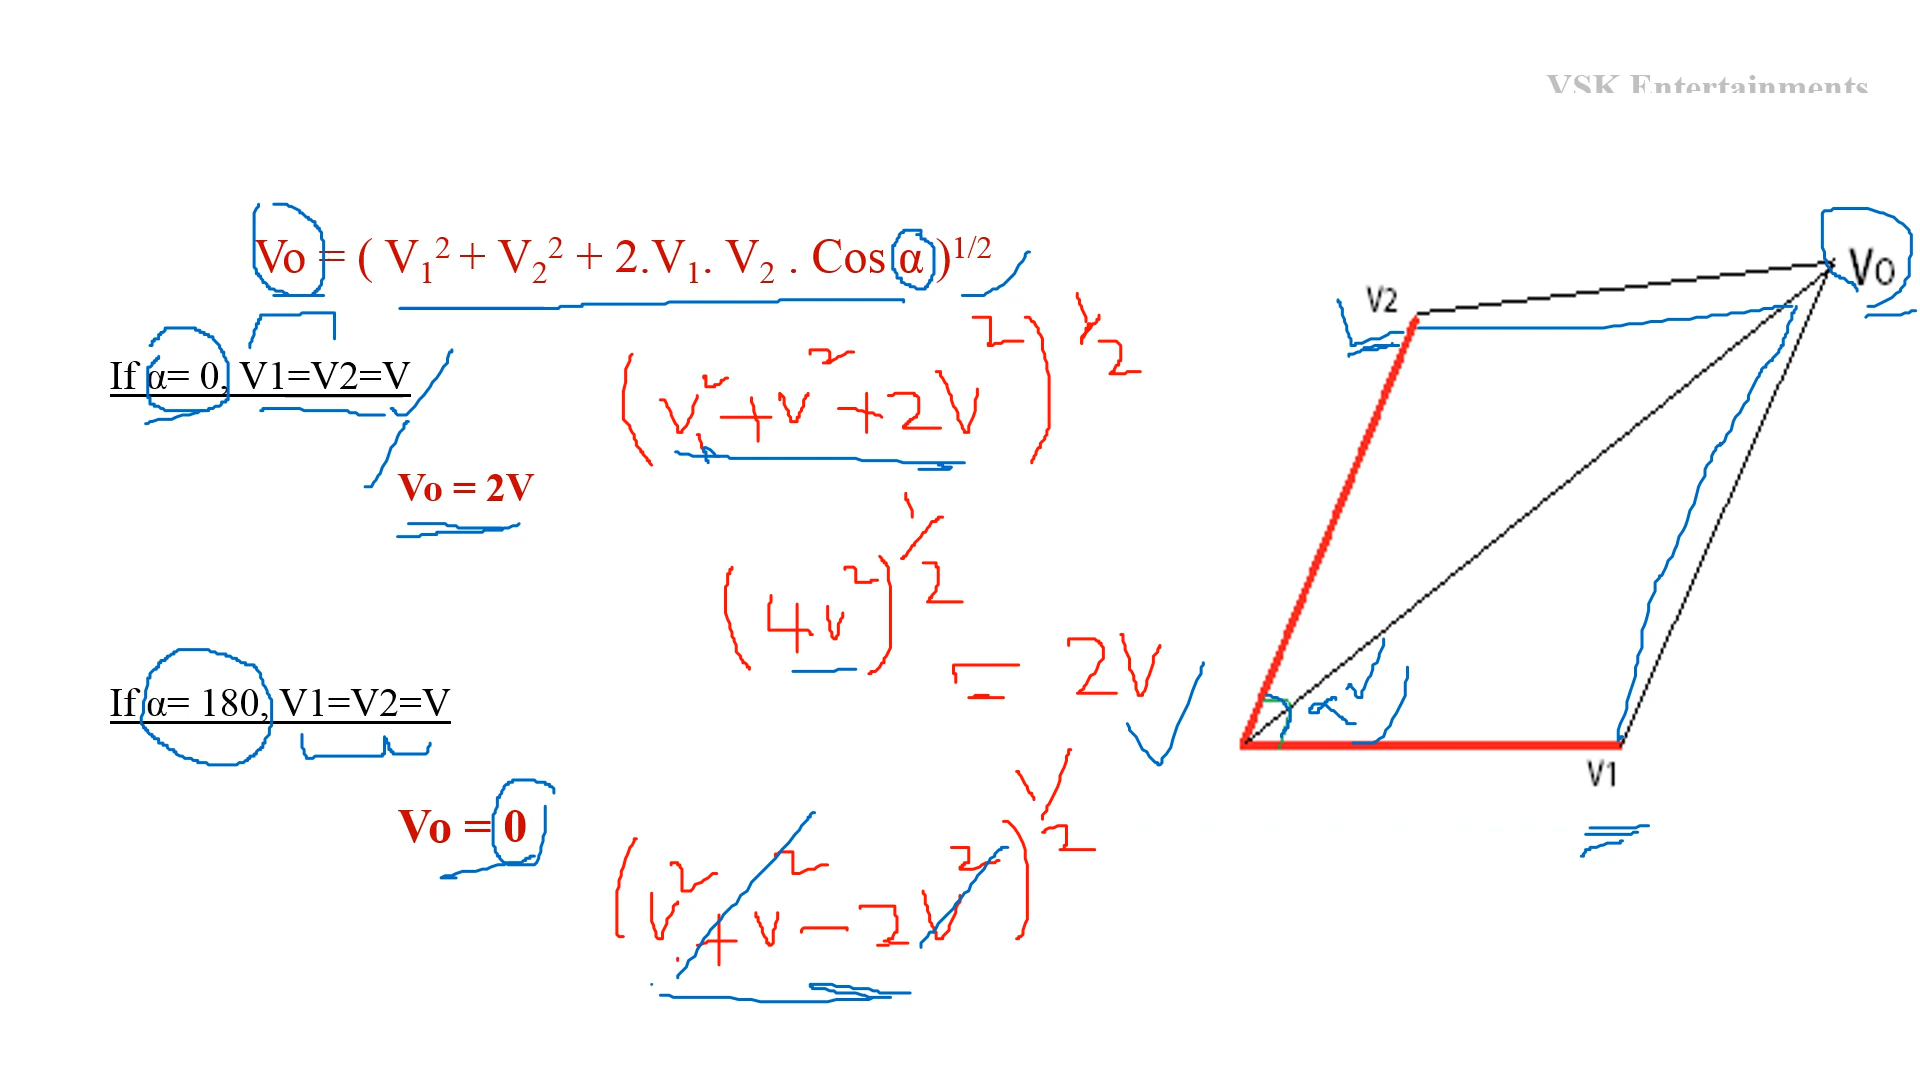 VSK Entertainments
Vo = ( V₁² + V₂² + 2.V₁. V₂ . Cos α )^1/2
If α= 0, V1=V2=V
(V² + V² + 2V²)^1/2
Vo = 2V
(4V²)^1/2
= 2V
If α= 180, V1=V2=V
Vo = 0
(V² + V² - 2V²)^1/2
V2
Vo
α
V1